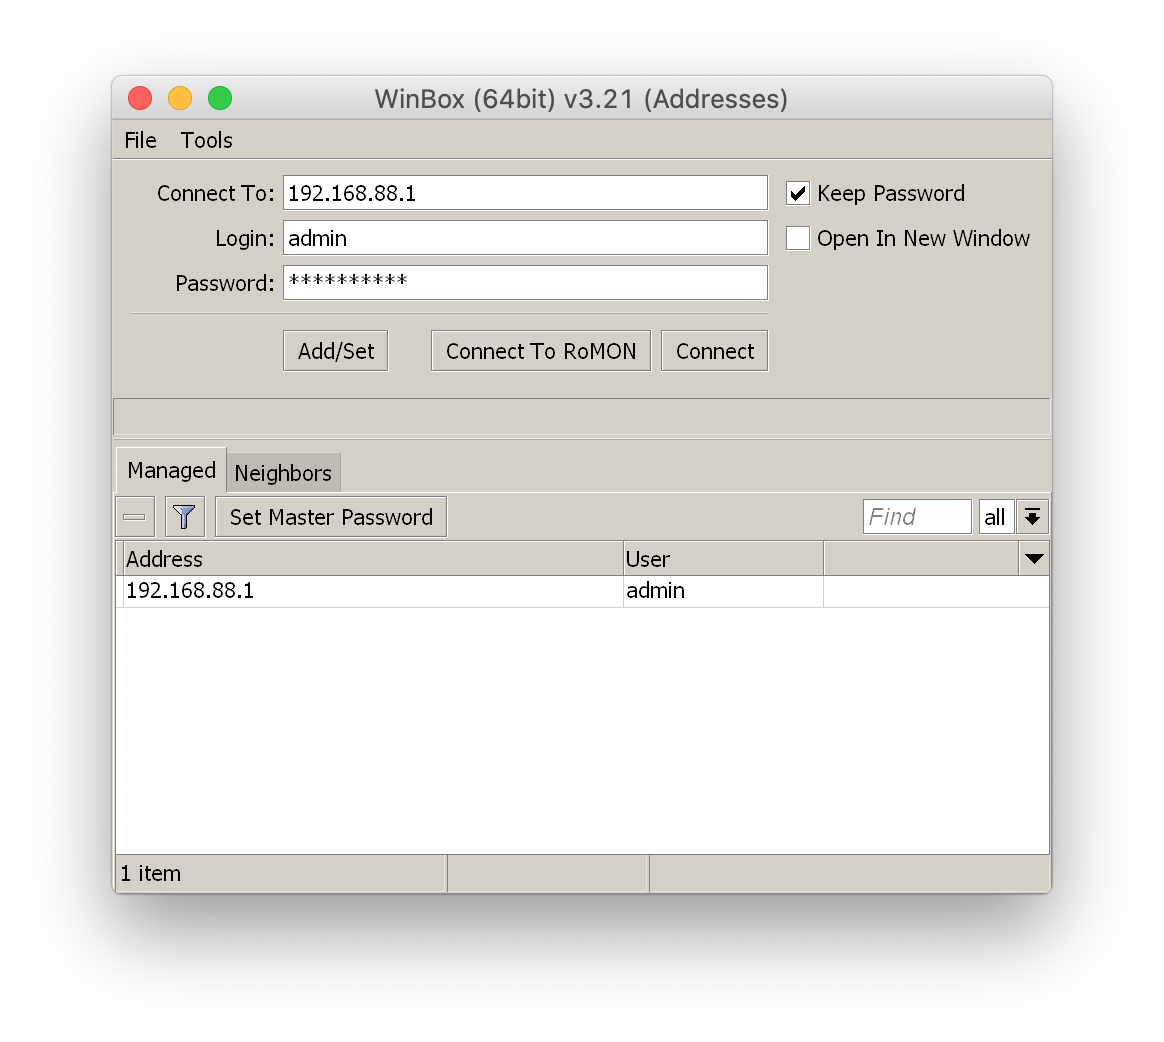 WinBox (64bit) v3.21 (Addresses)
File Tools
Connect To: 192.168.88.1 Keep Password
Login: admin Open In New Window
Password: **********
Add/Set Connect To RoMON Connect
Managed Neighbors
Set Master Password Find all
Address User
192.168.88.1 admin
1 item